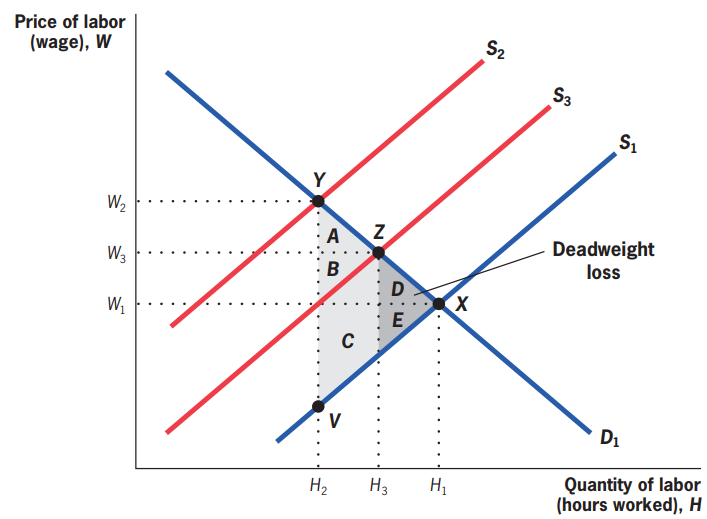 Price of labor
(wage), W
S₂
S₃
S₁
Y
W₂
A
Z
W₃
B
Deadweight
loss
D
W₁
X
E
C
V
D₁
H₂ H₃ H₁
Quantity of labor
(hours worked), H